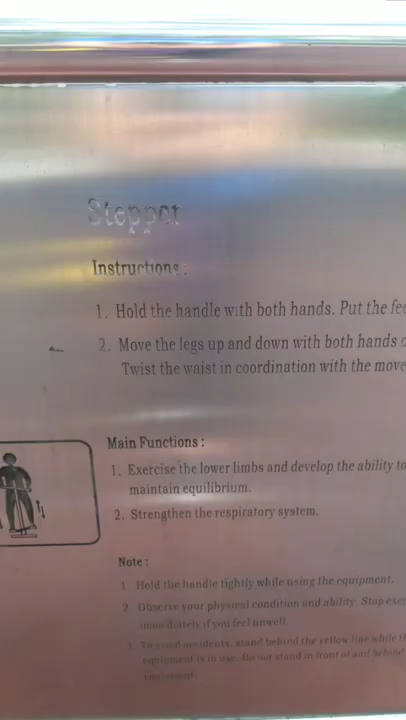 Stepper
Instructions :
1. Hold the handle with both hands. Put the fee
2. Move the legs up and down with both hands o
Twist the waist in coordination with the move
Main Functions :
1. Exercise the lower limbs and develop the ability to
maintain equilibrium.
2. Strengthen the respiratory system.
Note :
1. Hold the handle tightly while using the equipment.
2. Observe your physical condition and ability. Stop exer
immediately if you feel unwell.
3. To avoid accidents, stand behind the yellow line while th
equipment is in use. Do not stand in front of and behind
equipment.